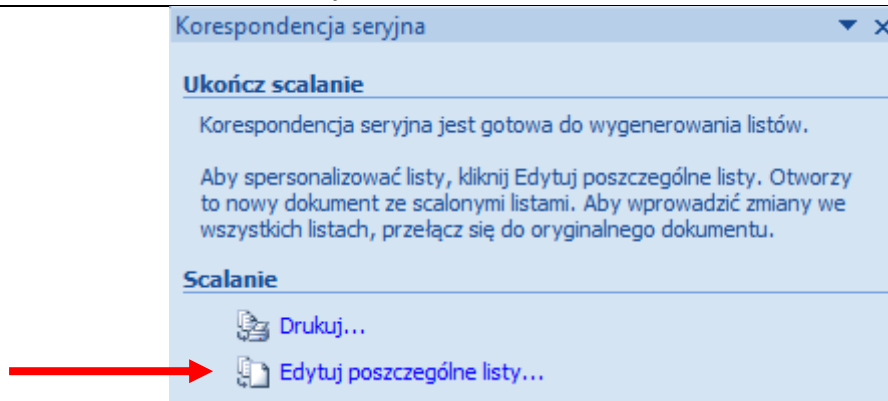 Korespondencja seryjna
Ukończ scalanie
Korespondencja seryjna jest gotowa do wygenerowania listów.
Aby spersonalizować listy, kliknij Edytuj poszczególne listy. Otworzy
to nowy dokument ze scalonymi listami. Aby wprowadzić zmiany we
wszystkich listach, przełącz się do oryginalnego dokumentu.
Scalanie
Drukuj...
Edytuj poszczególne listy...